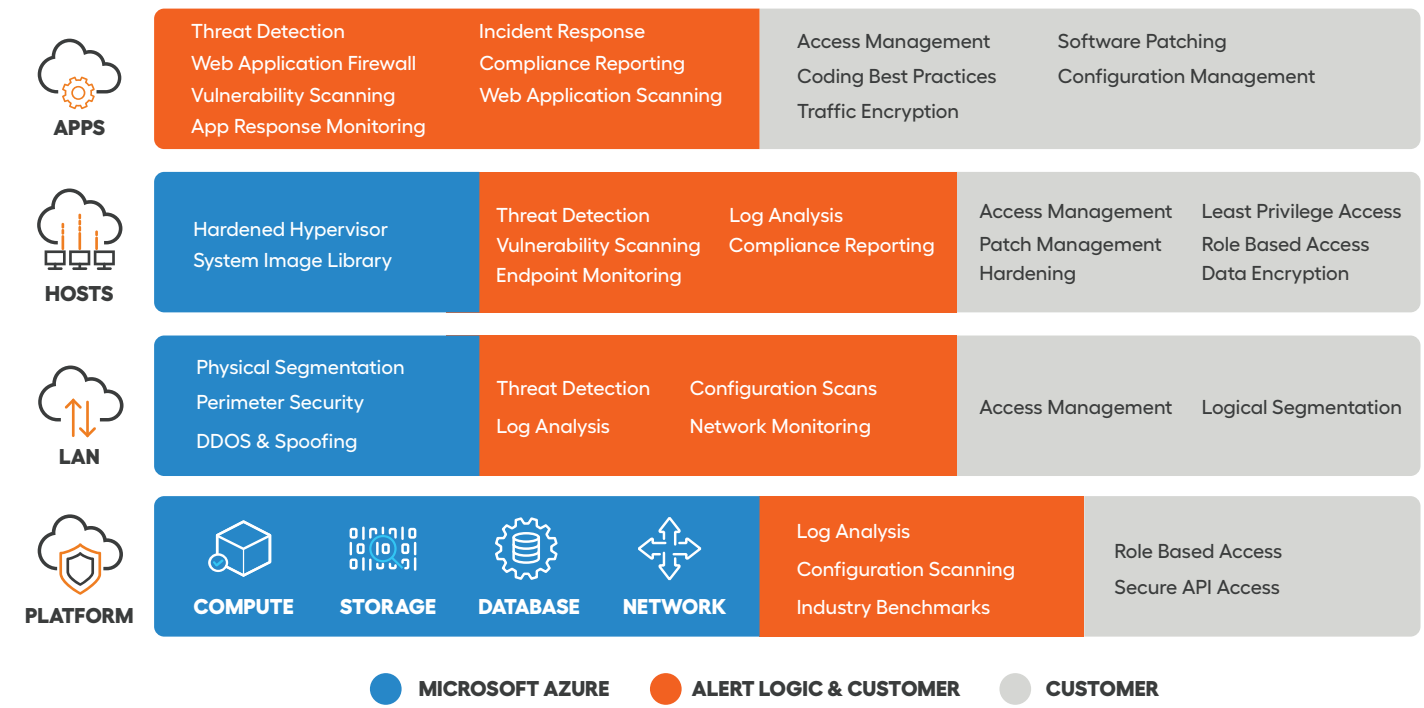 APPS
Threat Detection
Web Application Firewall
Vulnerability Scanning
App Response Monitoring
Incident Response
Compliance Reporting
Web Application Scanning
Access Management
Coding Best Practices
Traffic Encryption
Software Patching
Configuration Management
HOSTS
Hardened Hypervisor
System Image Library
Threat Detection
Vulnerability Scanning
Endpoint Monitoring
Log Analysis
Compliance Reporting
Access Management
Patch Management
Hardening
Least Privilege Access
Role Based Access
Data Encryption
LAN
Physical Segmentation
Perimeter Security
DDOS & Spoofing
Threat Detection
Log Analysis
Configuration Scans
Network Monitoring
Access Management
Logical Segmentation
PLATFORM
COMPUTE
STORAGE
DATABASE
NETWORK
Log Analysis
Configuration Scanning
Industry Benchmarks
Role Based Access
Secure API Access
MICROSOFT AZURE
ALERT LOGIC & CUSTOMER
CUSTOMER